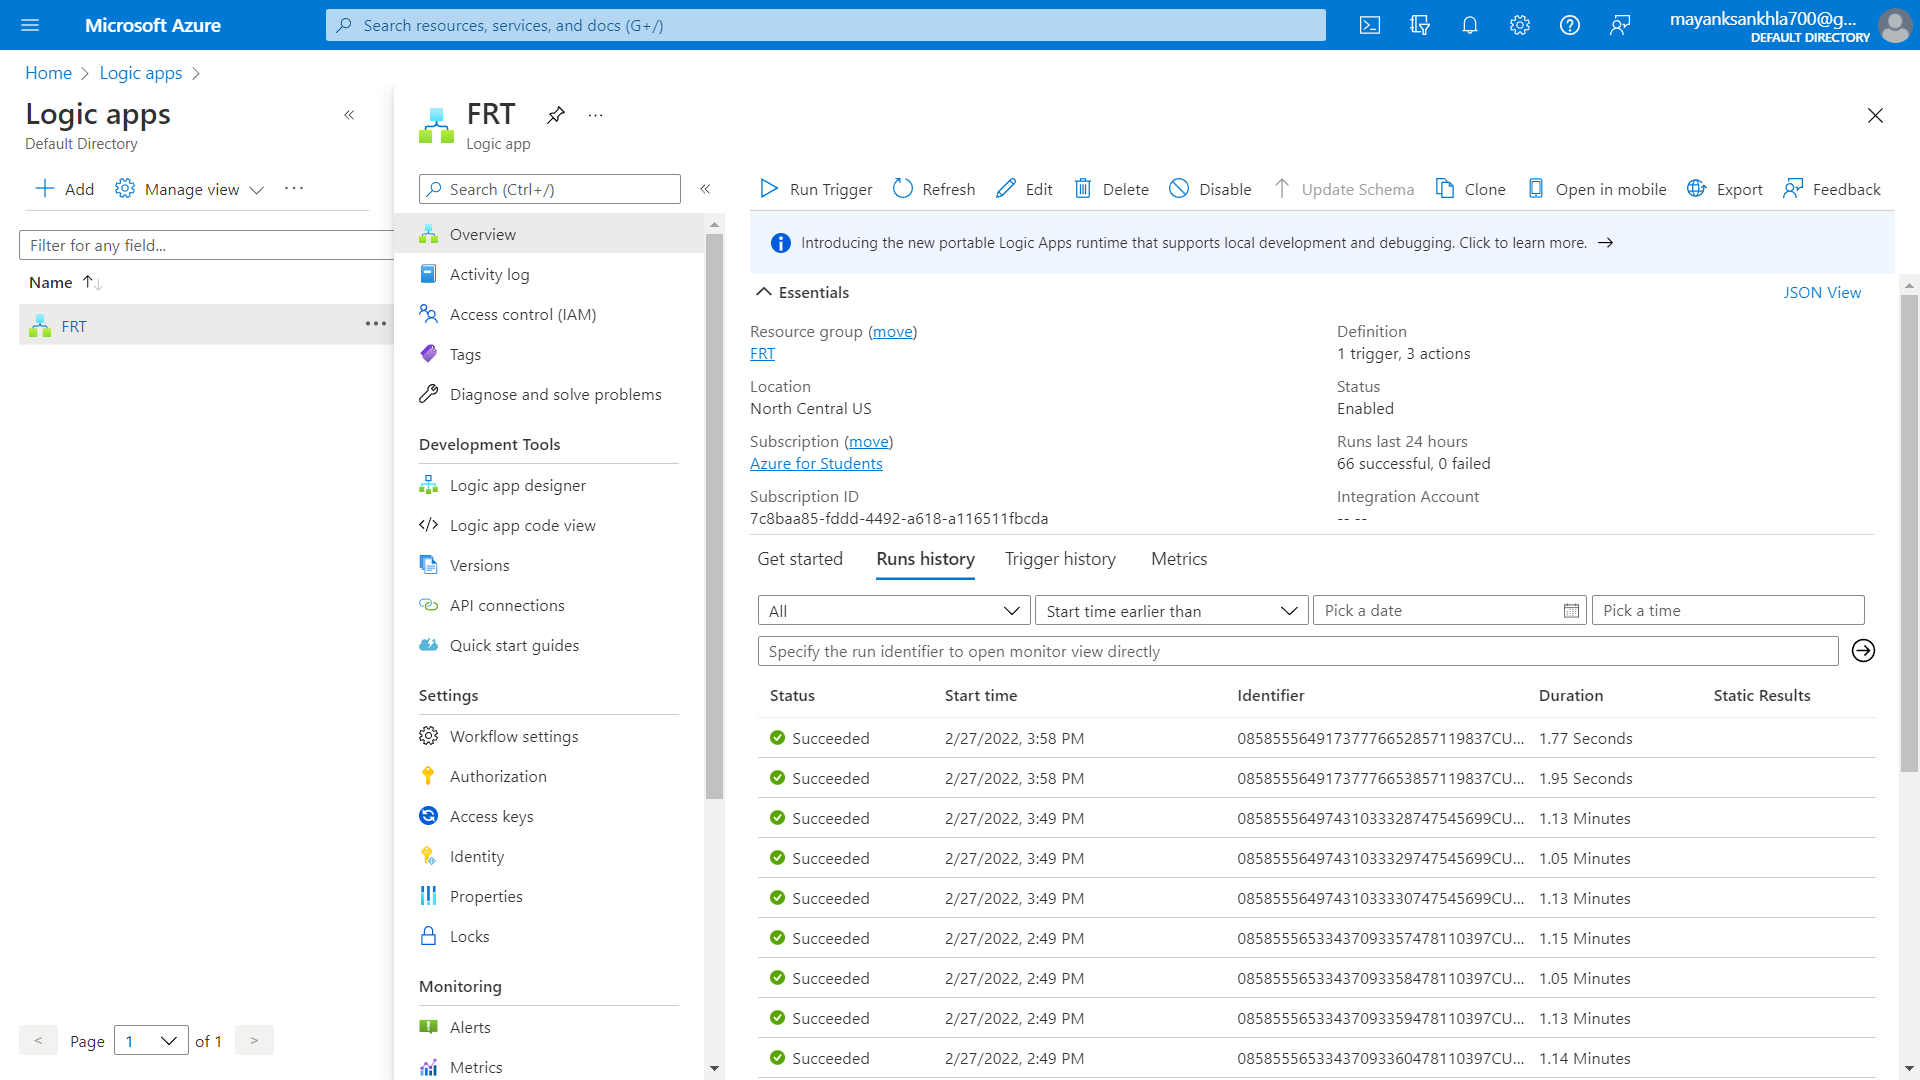 Microsoft Azure
Search resources, services, and docs (G+/)
mayanksankhla700@g...
DEFAULT DIRECTORY
Home > Logic apps >
Logic apps
Default Directory
Add
Manage view
Filter for any field...
Name
FRT
< Page 1 of 1 >
FRT
Logic app
Search (Ctrl+/)
Overview
Activity log
Access control (IAM)
Tags
Diagnose and solve problems
Development Tools
Logic app designer
Logic app code view
Versions
API connections
Quick start guides
Settings
Workflow settings
Authorization
Access keys
Identity
Properties
Locks
Monitoring
Alerts
Metrics
Run Trigger Refresh Edit Delete Disable Update Schema Clone Open in mobile Export Feedback
Introducing the new portable Logic Apps runtime that supports local development and debugging. Click to learn more. →
Essentials
JSON View
Resource group (move)
FRT
Location
North Central US
Subscription (move)
Azure for Students
Subscription ID
7c8baa85-fddd-4492-a618-a116511fbcda
Definition
1 trigger, 3 actions
Status
Enabled
Runs last 24 hours
66 successful, 0 failed
Integration Account
-- --
Get started Runs history Trigger history Metrics
All Start time earlier than Pick a date Pick a time
Specify the run identifier to open monitor view directly
Status Start time Identifier Duration Static Results
Succeeded 2/27/2022, 3:58 PM 08585556491737776652857119837CU... 1.77 Seconds
Succeeded 2/27/2022, 3:58 PM 08585556491737776653857119837CU... 1.95 Seconds
Succeeded 2/27/2022, 3:49 PM 08585556497431033328747545699CU... 1.13 Minutes
Succeeded 2/27/2022, 3:49 PM 08585556497431033329747545699CU... 1.05 Minutes
Succeeded 2/27/2022, 3:49 PM 08585556497431033330747545699CU... 1.13 Minutes
Succeeded 2/27/2022, 2:49 PM 08585556533437093357478110397CU... 1.15 Minutes
Succeeded 2/27/2022, 2:49 PM 08585556533437093358478110397CU... 1.05 Minutes
Succeeded 2/27/2022, 2:49 PM 08585556533437093359478110397CU... 1.13 Minutes
Succeeded 2/27/2022, 2:49 PM 08585556533437093360478110397CU... 1.14 Minutes